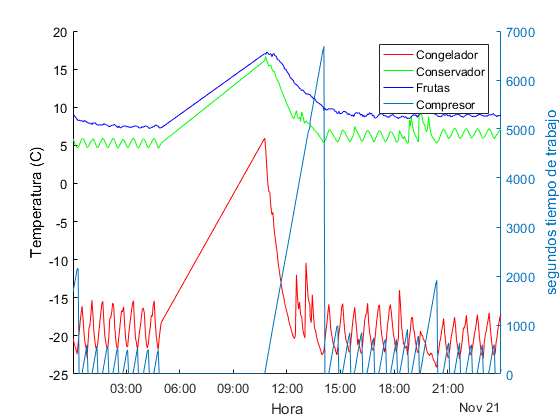 20
15
10
5
0
-5
-10
-15
-20
-25
Temperatura (C)
7000
6000
5000
4000
3000
2000
1000
0
segundos tiempo de trabajo
Congelador
Conservador
Frutas
Compresor
03:00 06:00 09:00 12:00 15:00 18:00 21:00
Hora
Nov 21